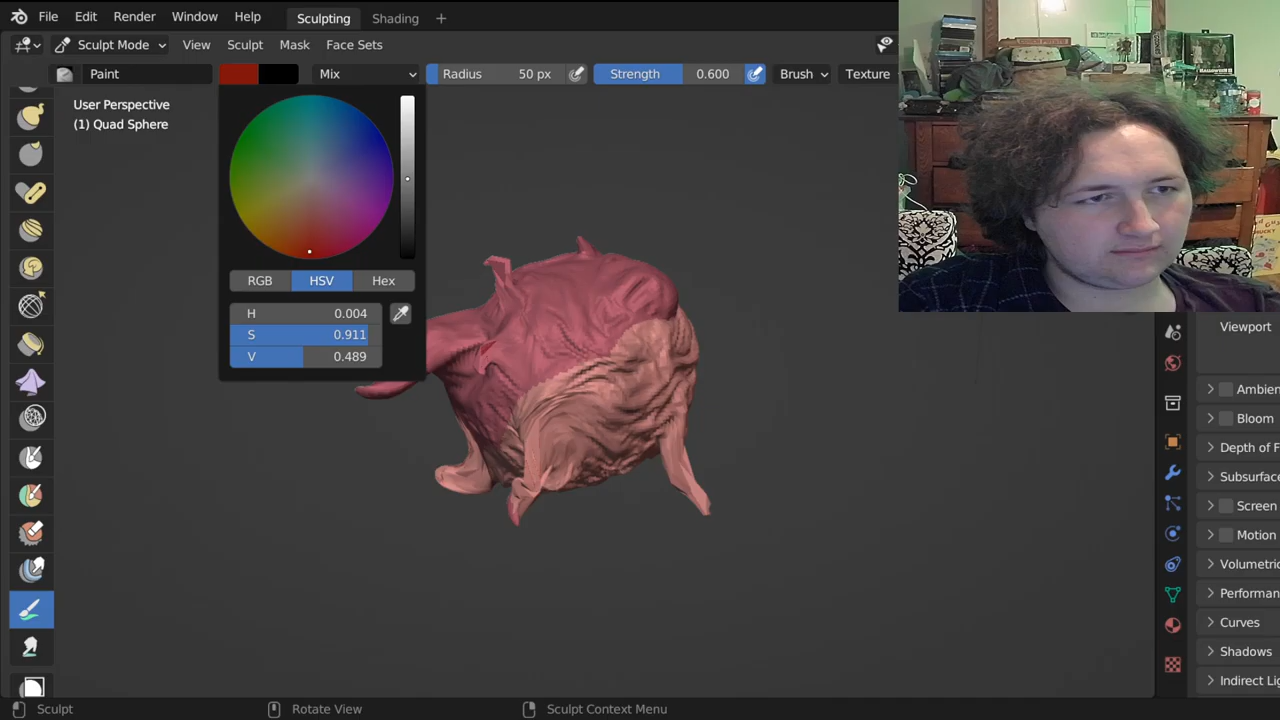 File Edit Render Window Help Sculpting Shading +
Sculpt Mode View Sculpt Mask Face Sets
Paint Mix Radius 50 px Strength 0.600 Brush Texture
User Perspective
(1) Quad Sphere
RGB HSV Hex
H 0.004
S 0.911
V 0.489
Viewport
Ambien
Bloom
Depth of F
Subsurface
Screen
Motion
Volumetric
Performan
Curves
Shadows
Indirect Lig
Sculpt Rotate View Sculpt Context Menu